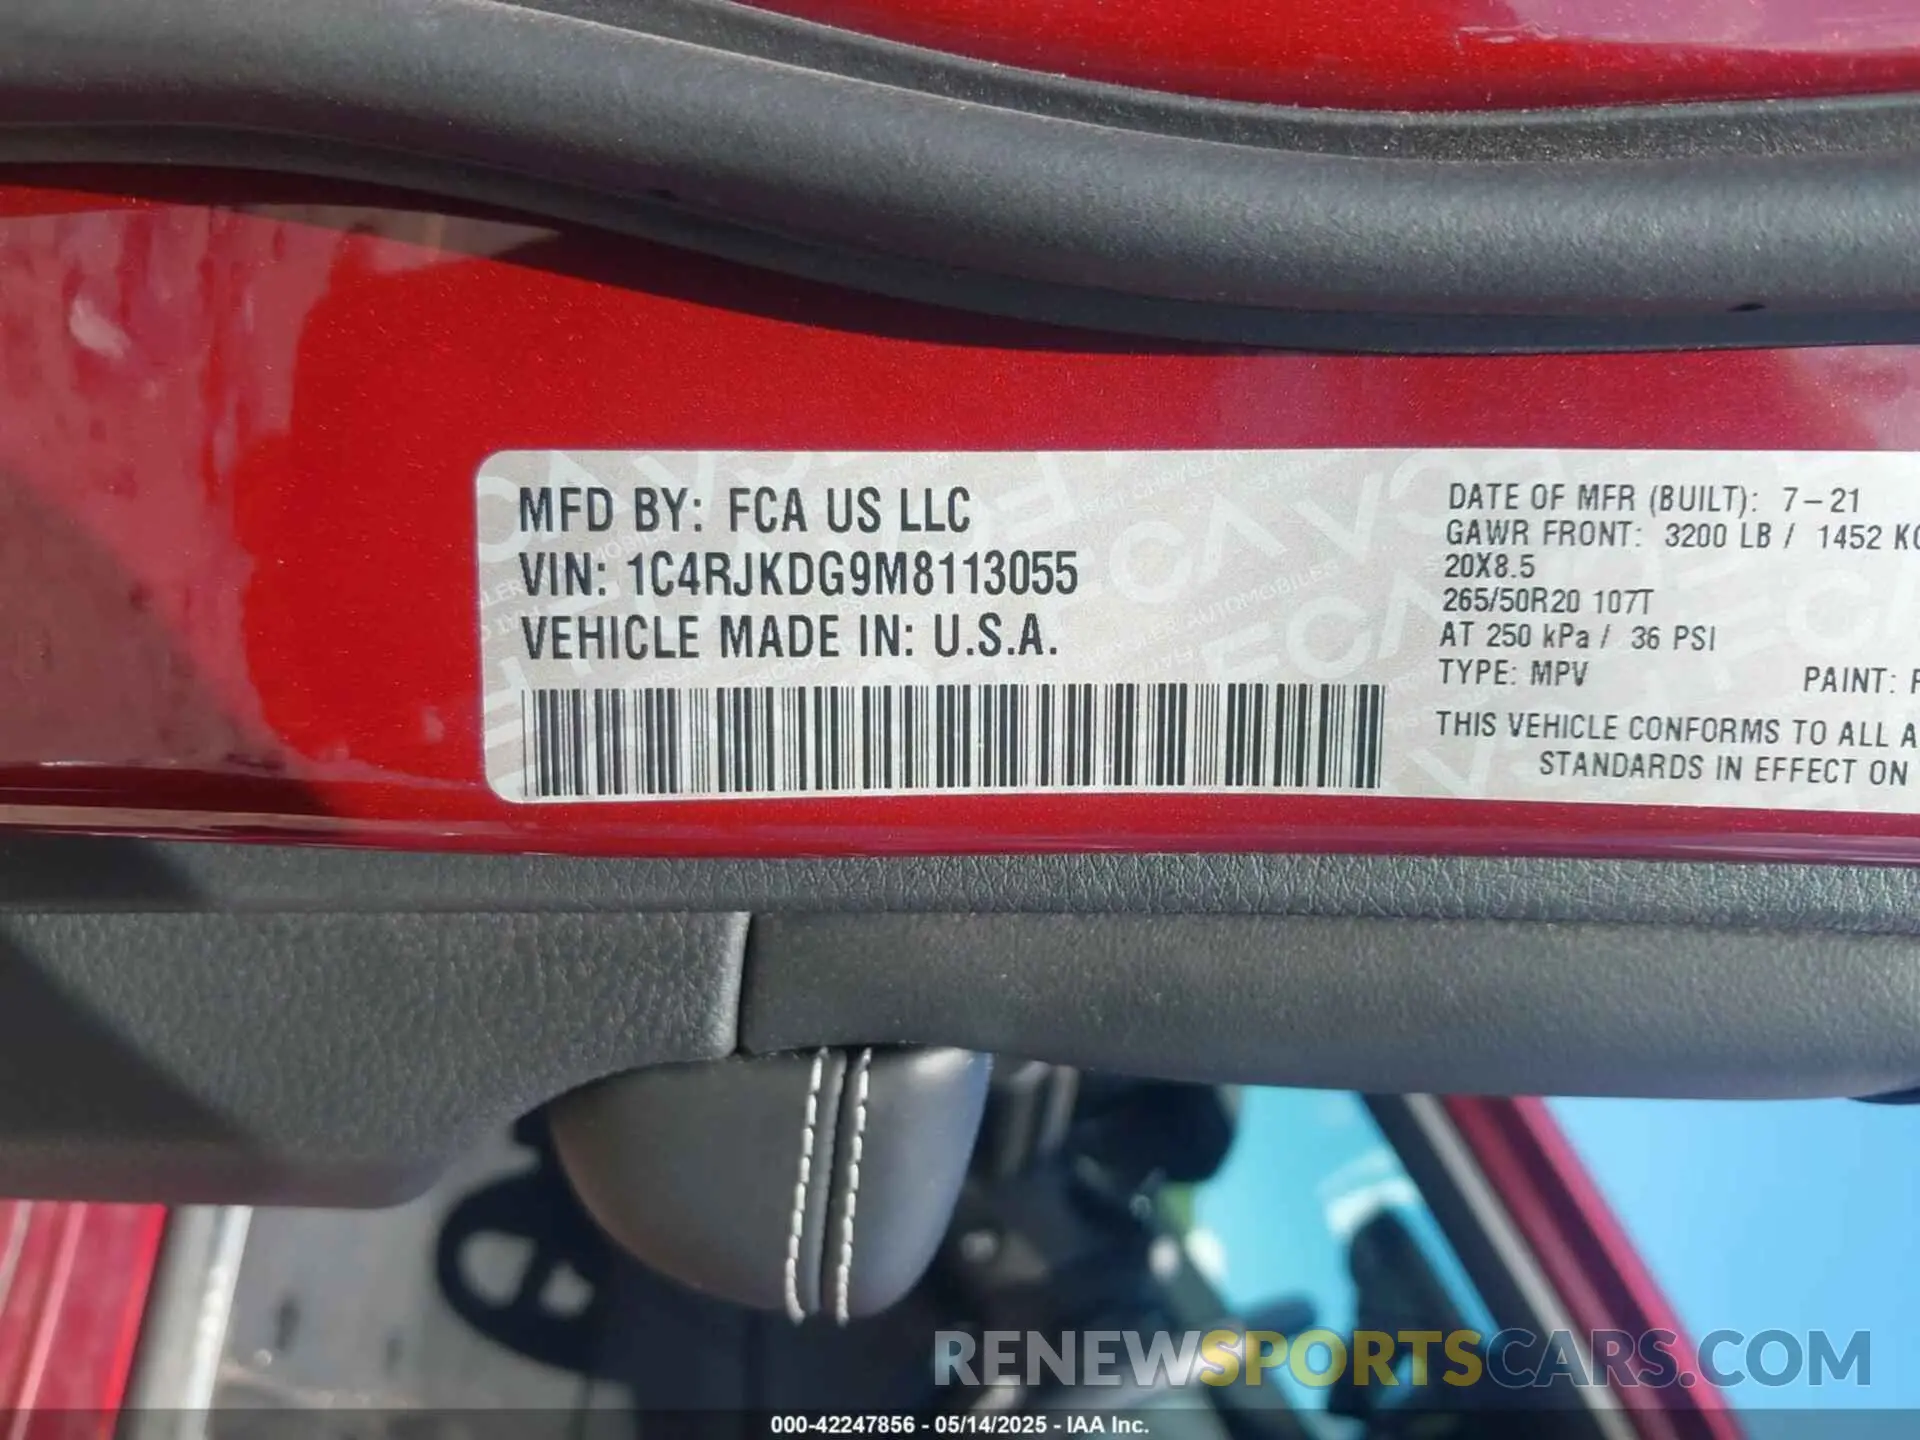 MFD BY: FCA US LLC
VIN: 1C4RJKDG9M8113055
VEHICLE MADE IN: U.S.A.
DATE OF MFR (BUILT): 7-21
GAWR FRONT: 3200 LB / 1452 KG
20X8.5
265/50R20 107T
AT 250 kPa / 36 PSI
TYPE: MPV PAINT:
THIS VEHICLE CONFORMS TO ALL A
STANDARDS IN EFFECT ON
RENEWSPORTSCARS.COM
000-42247856 - 05/14/2025 - IAA Inc.